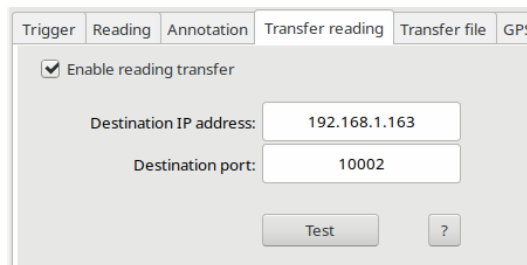 Trigger Reading Annotation Transfer reading Transfer file GPS
Enable reading transfer
Destination IP address: 192.168.1.163
Destination port: 10002
Test ?